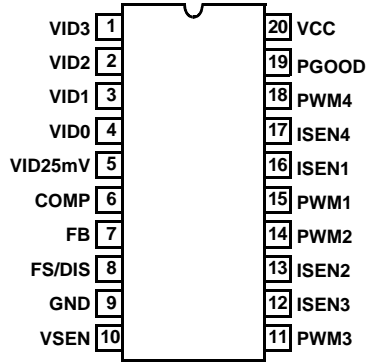 VID3 1 20 VCC
VID2 2 19 PGOOD
VID1 3 18 PWM4
VID0 4 17 ISEN4
VID25mV 5 16 ISEN1
COMP 6 15 PWM1
FB 7 14 PWM2
FS/DIS 8 13 ISEN2
GND 9 12 ISEN3
VSEN 10 11 PWM3